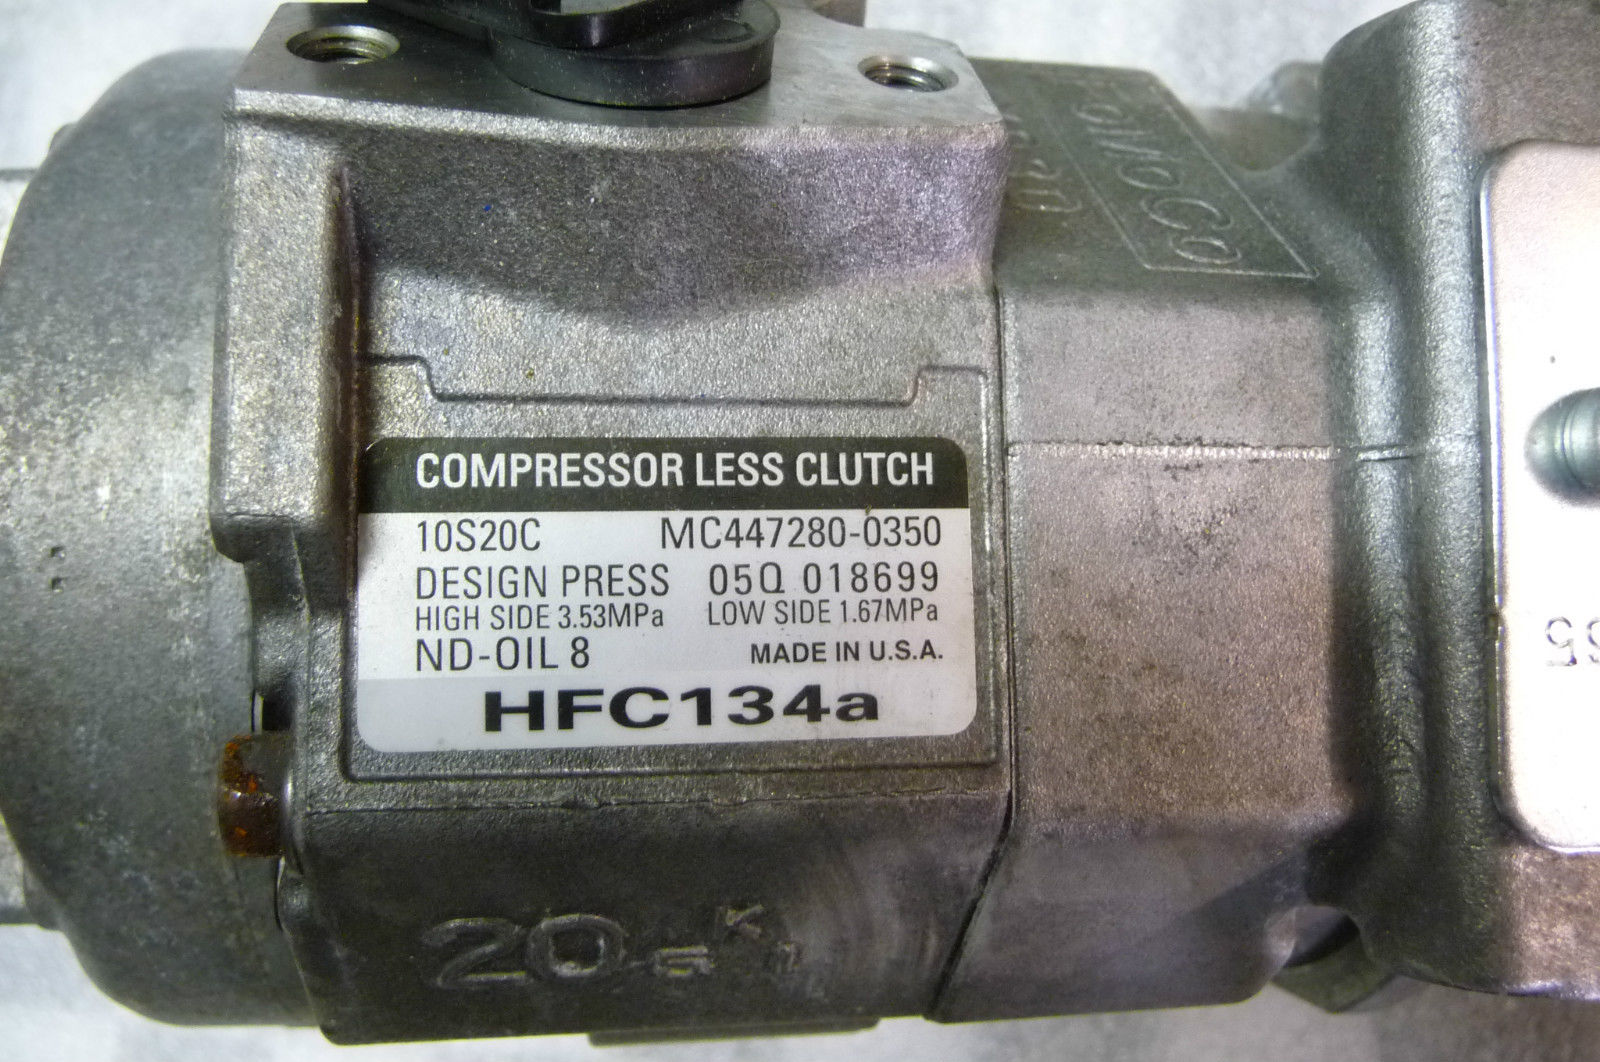 COMPRESSOR LESS CLUTCH
10S20C MC447280-0350
DESIGN PRESS 05Q 018699
HIGH SIDE 3.53MPa LOW SIDE 1.67MPa
ND-OIL 8 MADE IN U.S.A.
HFC134a
20
K